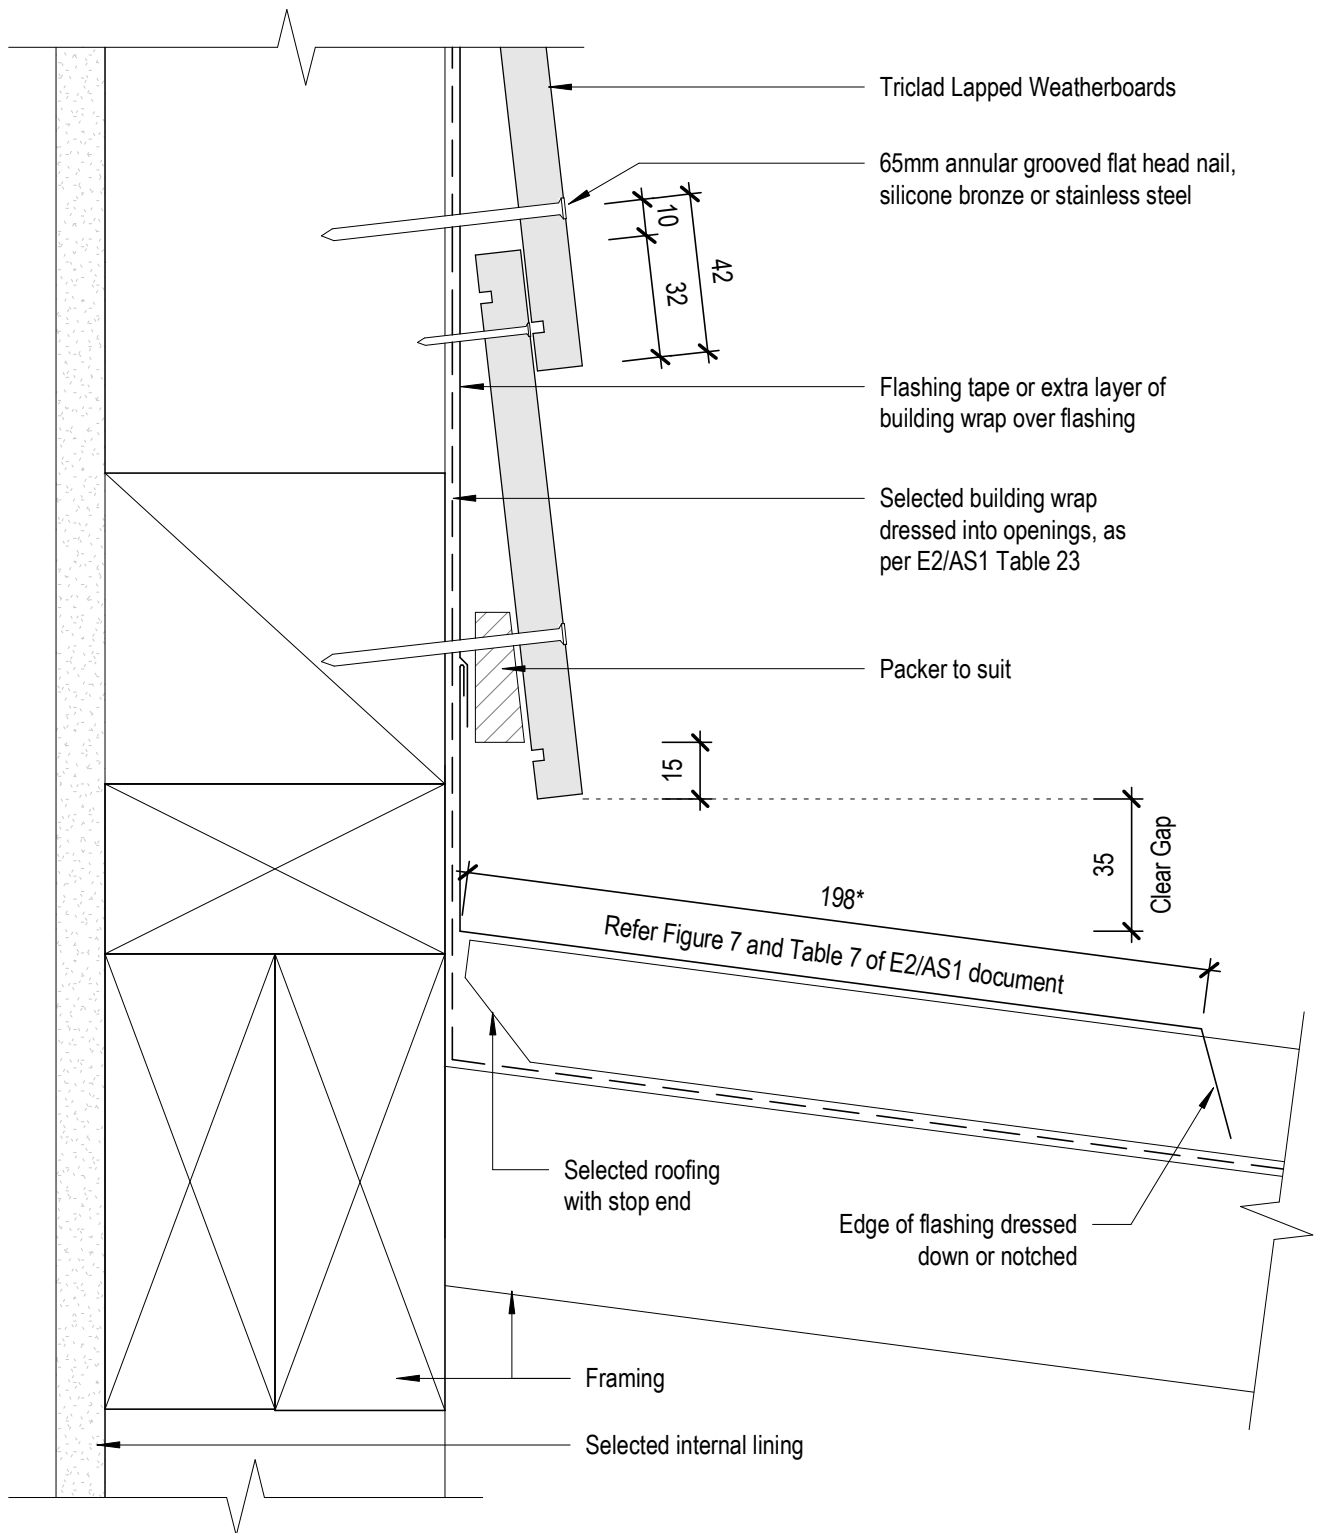 Triclad Lapped Weatherboards
65mm annular grooved flat head nail,
silicone bronze or stainless steel
10
42
32
Flashing tape or extra layer of
building wrap over flashing
Selected building wrap
dressed into openings, as
per E2/AS1 Table 23
Packer to suit
15
35
Clear Gap
198*
Refer Figure 7 and Table 7 of E2/AS1 document
Selected roofing
with stop end
Edge of flashing dressed
down or notched
Framing
Selected internal lining